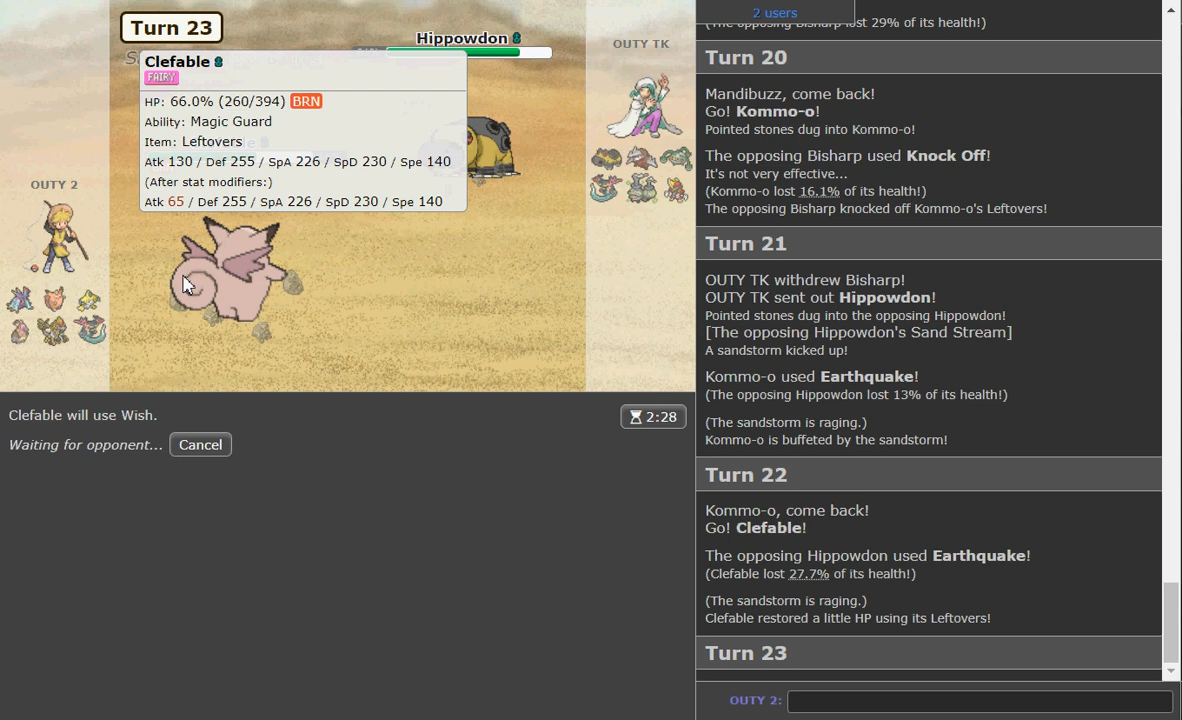 Turn 23
Hippowdon
OUTY TK
Clefable
FAIRY
HP: 66.0% (260/394) BRN
Ability: Magic Guard
Item: Leftovers
Atk 130 / Def 255 / SpA 226 / SpD 230 / Spe 140
(After stat modifiers:)
Atk 65 / Def 255 / SpA 226 / SpD 230 / Spe 140
OUTY 2
Clefable will use Wish.
2:28
Waiting for opponent... Cancel
2 users
(The opposing Bisharp lost 29% of its health!)
Turn 20
Mandibuzz, come back!
Go! Kommo-o!
Pointed stones dug into Kommo-o!
The opposing Bisharp used Knock Off!
It's not very effective...
(Kommo-o lost 16.1% of its health!)
The opposing Bisharp knocked off Kommo-o's Leftovers!
Turn 21
OUTY TK withdrew Bisharp!
OUTY TK sent out Hippowdon!
Pointed stones dug into the opposing Hippowdon!
[The opposing Hippowdon's Sand Stream]
A sandstorm kicked up!
Kommo-o used Earthquake!
(The opposing Hippowdon lost 13% of its health!)
(The sandstorm is raging.)
Kommo-o is buffeted by the sandstorm!
Turn 22
Kommo-o, come back!
Go! Clefable!
The opposing Hippowdon used Earthquake!
(Clefable lost 27.7% of its health!)
(The sandstorm is raging.)
Clefable restored a little HP using its Leftovers!
Turn 23
OUTY 2: